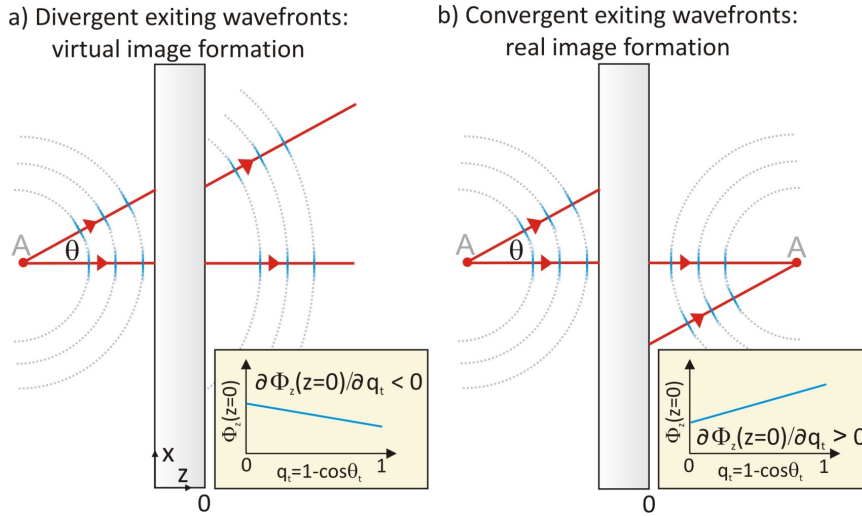 a) Divergent exiting wavefronts:
virtual image formation
A
θ
∂Φz(z=0)/∂qt < 0
Φz(z=0)
0
1
qt=1-cosθt
X
Z
0
b) Convergent exiting wavefronts:
real image formation
A
θ
A
Φz(z=0)
∂Φz(z=0)/∂qt > 0
0
1
qt=1-cosθt
0